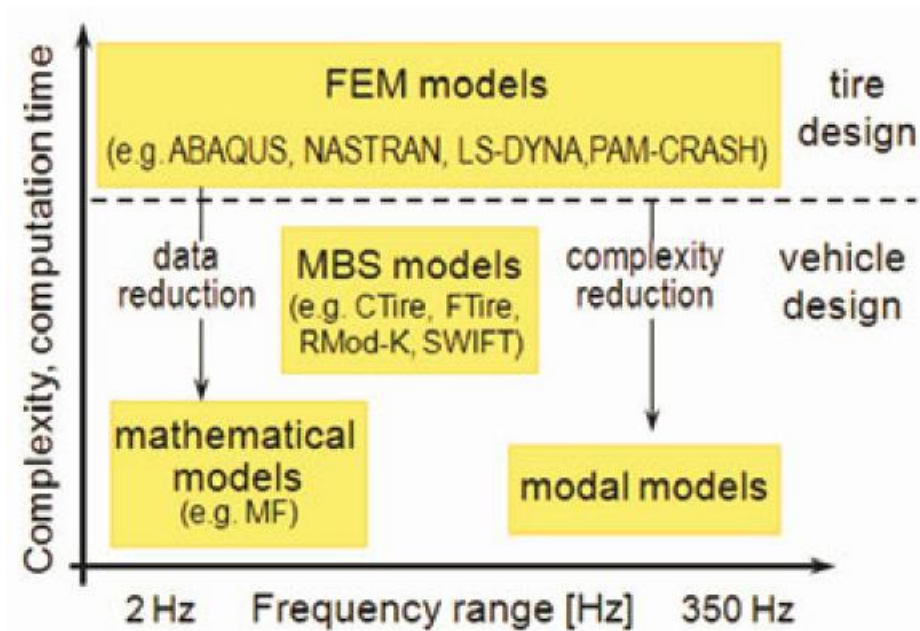 Complexity, computation time
FEM models
(e.g. ABAQUS, NASTRAN, LS-DYNA,PAM-CRASH)
tire
design
data
reduction
MBS models
(e.g. CTire, FTire,
RMod-K, SWIFT)
complexity
reduction
vehicle
design
mathematical
models
(e.g. MF)
modal models
2 Hz Frequency range [Hz] 350 Hz